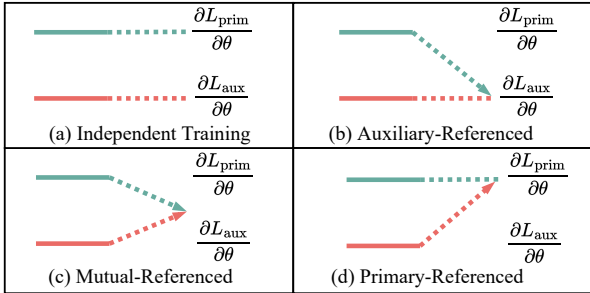 ∂L_prim/∂θ
∂L_aux/∂θ
(a) Independent Training
∂L_prim/∂θ
∂L_aux/∂θ
(b) Auxiliary-Referenced
∂L_prim/∂θ
∂L_aux/∂θ
(c) Mutual-Referenced
∂L_prim/∂θ
∂L_aux/∂θ
(d) Primary-Referenced